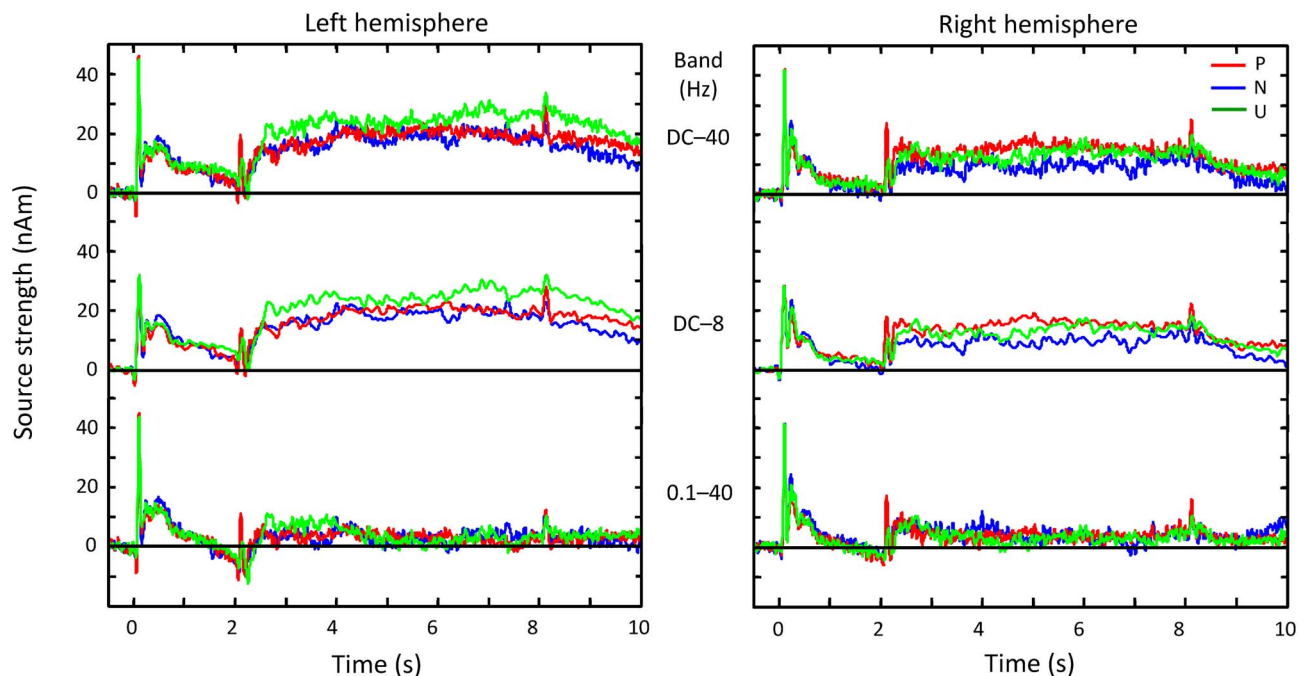 Left hemisphere
Right hemisphere
Band
(Hz)
Source strength (nAm)
40
20
0
40
20
0
40
20
0
DC–40
DC–8
0.1–40
P
N
U
0 2 4 6 8 10
Time (s)
0 2 4 6 8 10
Time (s)